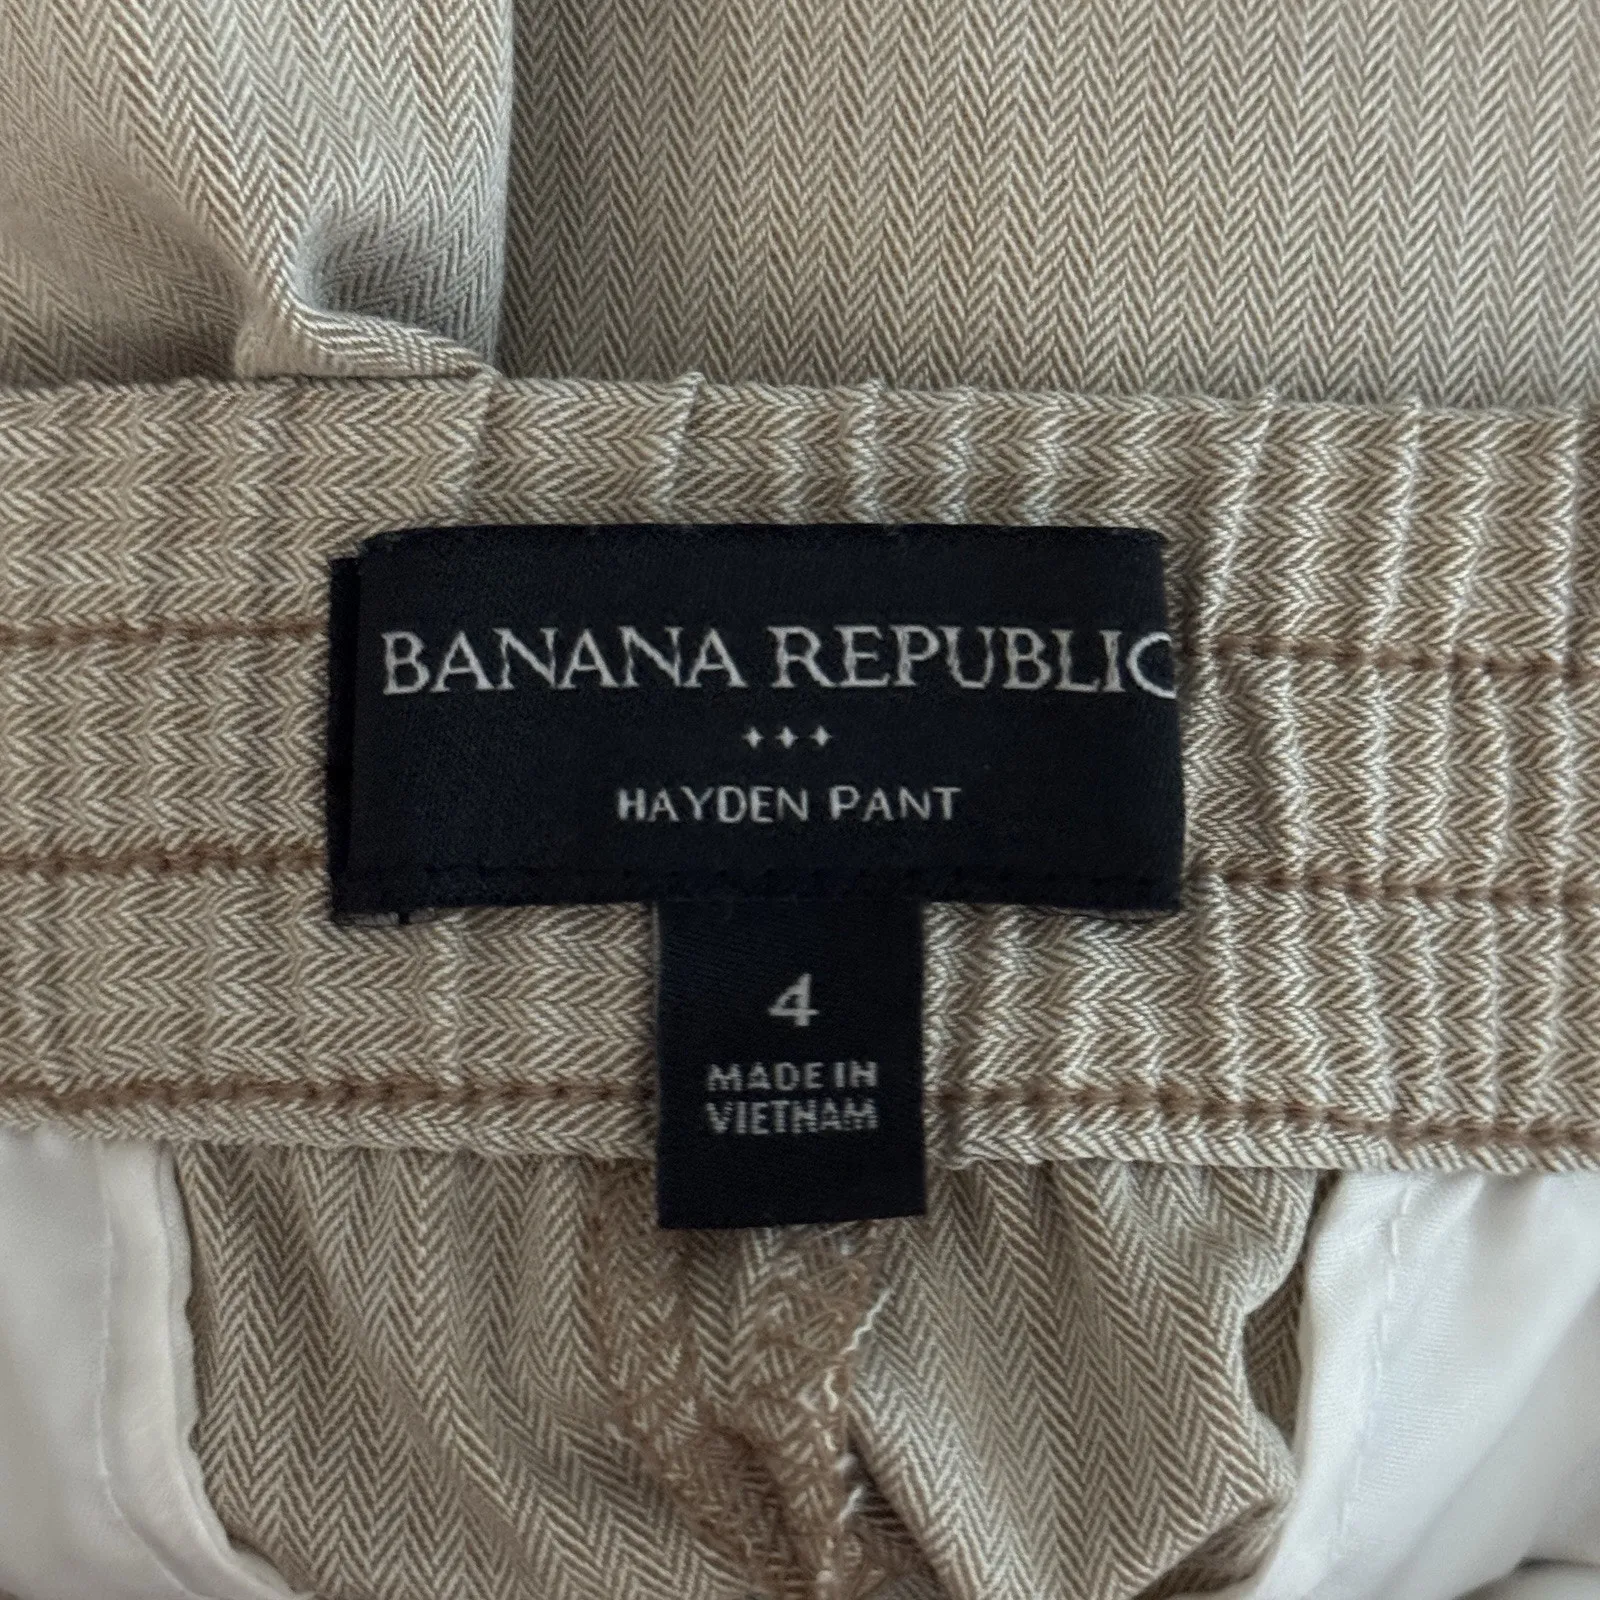 BANANA REPUBLIC
HAYDEN PANT
4
MADE IN
VIETNAM